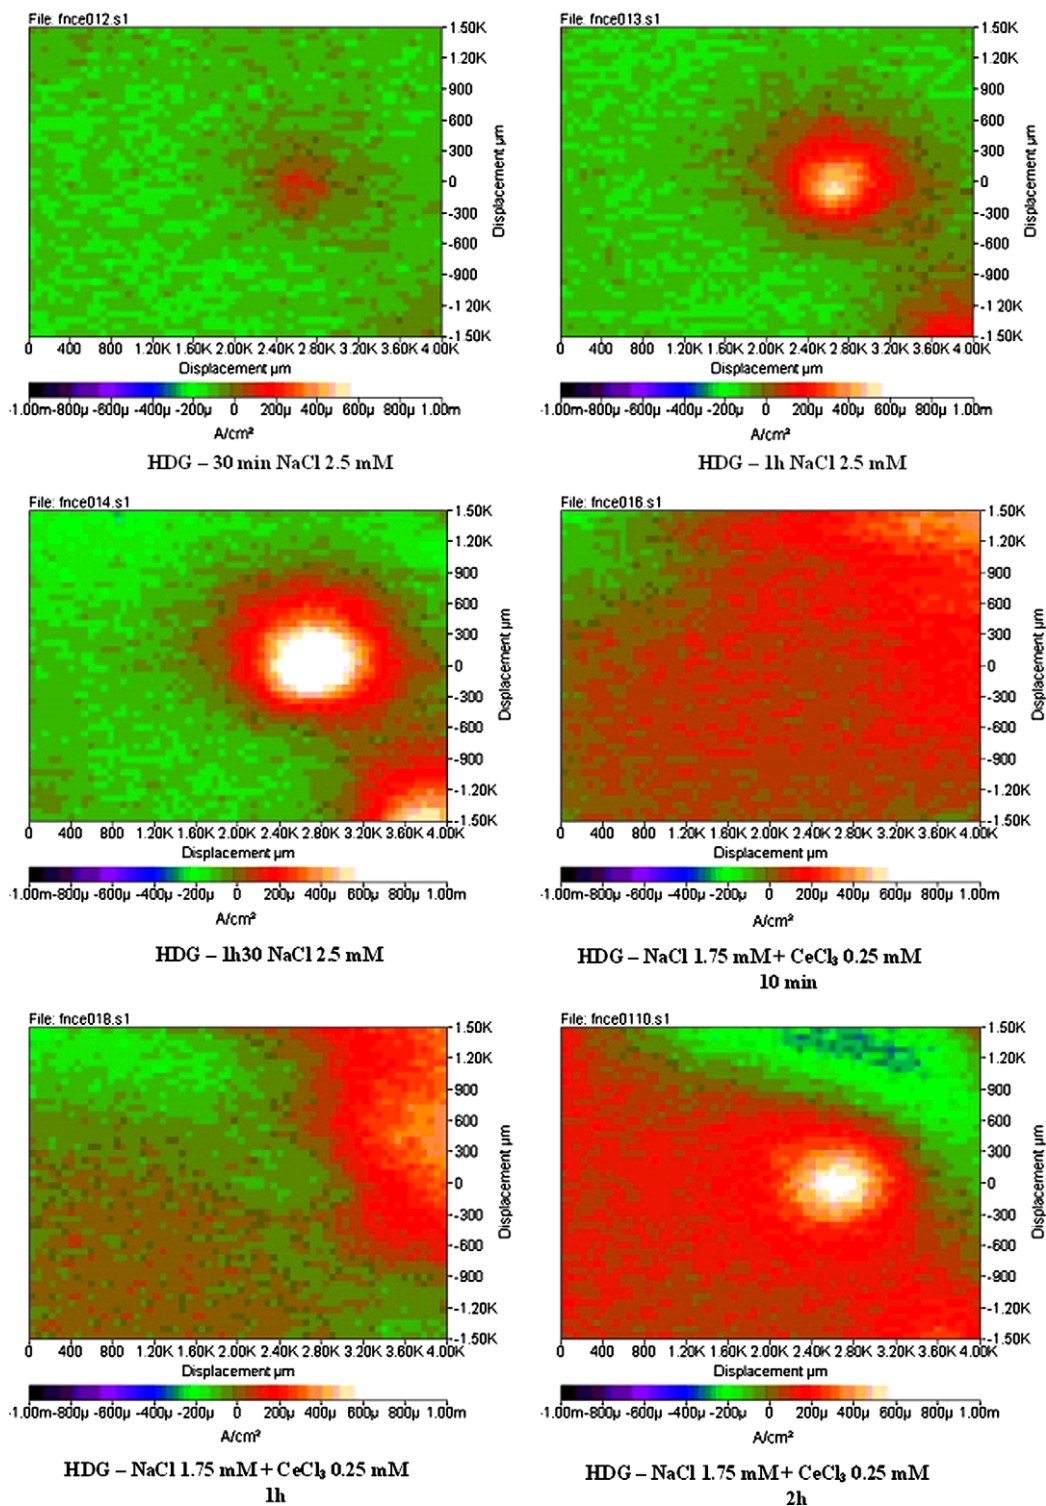 File: fnce012.s1
1.50K
1.20K
900
600
300
0
-300
-600
-900
-1.20K
-1.50K
Displacement µm
0 400 800 1.20K 1.60K 2.00K 2.40K 2.80K 3.20K 3.60K 4.00K
Displacement µm
-1.00m -800µ -600µ -400µ -200µ 0 200µ 400µ 600µ 800µ 1.00m
A/cm²
HDG – 30 min NaCl 2.5 mM
File: fnce013.s1
1.50K
1.20K
900
600
300
0
-300
-600
-900
-1.20K
-1.50K
Displacement µm
0 400 800 1.20K 1.60K 2.00K 2.40K 2.80K 3.20K 3.60K 4.00K
Displacement µm
-1.00m -800µ -600µ -400µ -200µ 0 200µ 400µ 600µ 800µ 1.00m
A/cm²
HDG – 1h NaCl 2.5 mM
File: fnce014.s1
1.50K
1.20K
900
600
300
0
-300
-600
-900
-1.20K
-1.50K
Displacement µm
0 400 800 1.20K 1.60K 2.00K 2.40K 2.80K 3.20K 3.60K 4.00K
Displacement µm
-1.00m -800µ -600µ -400µ -200µ 0 200µ 400µ 600µ 800µ 1.00m
A/cm²
HDG – 1h30 NaCl 2.5 mM
File: fnce016.s1
1.50K
1.20K
900
600
300
0
-300
-600
-900
-1.20K
-1.50K
Displacement µm
0 400 800 1.20K 1.60K 2.00K 2.40K 2.80K 3.20K 3.60K 4.00K
Displacement µm
-1.00m -800µ -600µ -400µ -200µ 0 200µ 400µ 600µ 800µ 1.00m
A/cm²
HDG – NaCl 1.75 mM + CeCl₃ 0.25 mM
10 min
File: fnce018.s1
1.50K
1.20K
900
600
300
0
-300
-600
-900
-1.20K
-1.50K
Displacement µm
0 400 800 1.20K 1.60K 2.00K 2.40K 2.80K 3.20K 3.60K 4.00K
Displacement µm
-1.00m -800µ -600µ -400µ -200µ 0 200µ 400µ 600µ 800µ 1.00m
A/cm²
HDG – NaCl 1.75 mM + CeCl₃ 0.25 mM
1h
File: fnce0110.s1
1.50K
1.20K
900
600
300
0
-300
-600
-900
-1.20K
-1.50K
Displacement µm
0 400 800 1.20K 1.60K 2.00K 2.40K 2.80K 3.20K 3.60K 4.00K
Displacement µm
-1.00m -800µ -600µ -400µ -200µ 0 200µ 400µ 600µ 800µ 1.00m
A/cm²
HDG – NaCl 1.75 mM + CeCl₃ 0.25 mM
2h